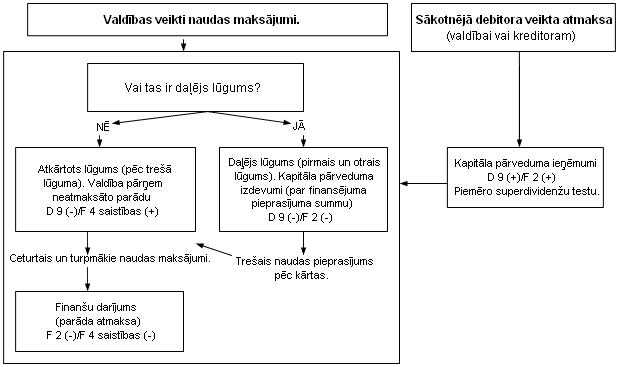 Valdības veikti naudas maksājumi.
Sākotnējā debitora veikta atmaksa
(valdībai vai kreditoram)
Vai tas ir daļējs lūgums?
NĒ
JĀ
Atkārtots lūgums (pēc trešā
lūguma). Valdība pārņem
neatmaksāto parādu
D 9 (-)/F 4 saistības (+)
Daļējs lūgums (pirmais un otrais
lūgums). Kapitāla pārveduma
izdevumi (par finansējuma
pieprasījuma summu)
D 9 (-)/F 2 (-)
Kapitāla pārveduma ieņēmumi
D 9 (+)/F 2 (+)
Piemēro superdividenžu testu.
Ceturtais un turpmākie naudas maksājumi.
Trešais naudas pieprasījums
pēc kārtas.
Finanšu darījums
(parāda atmaksa)
F 2 (-)/F 4 saistības (-)